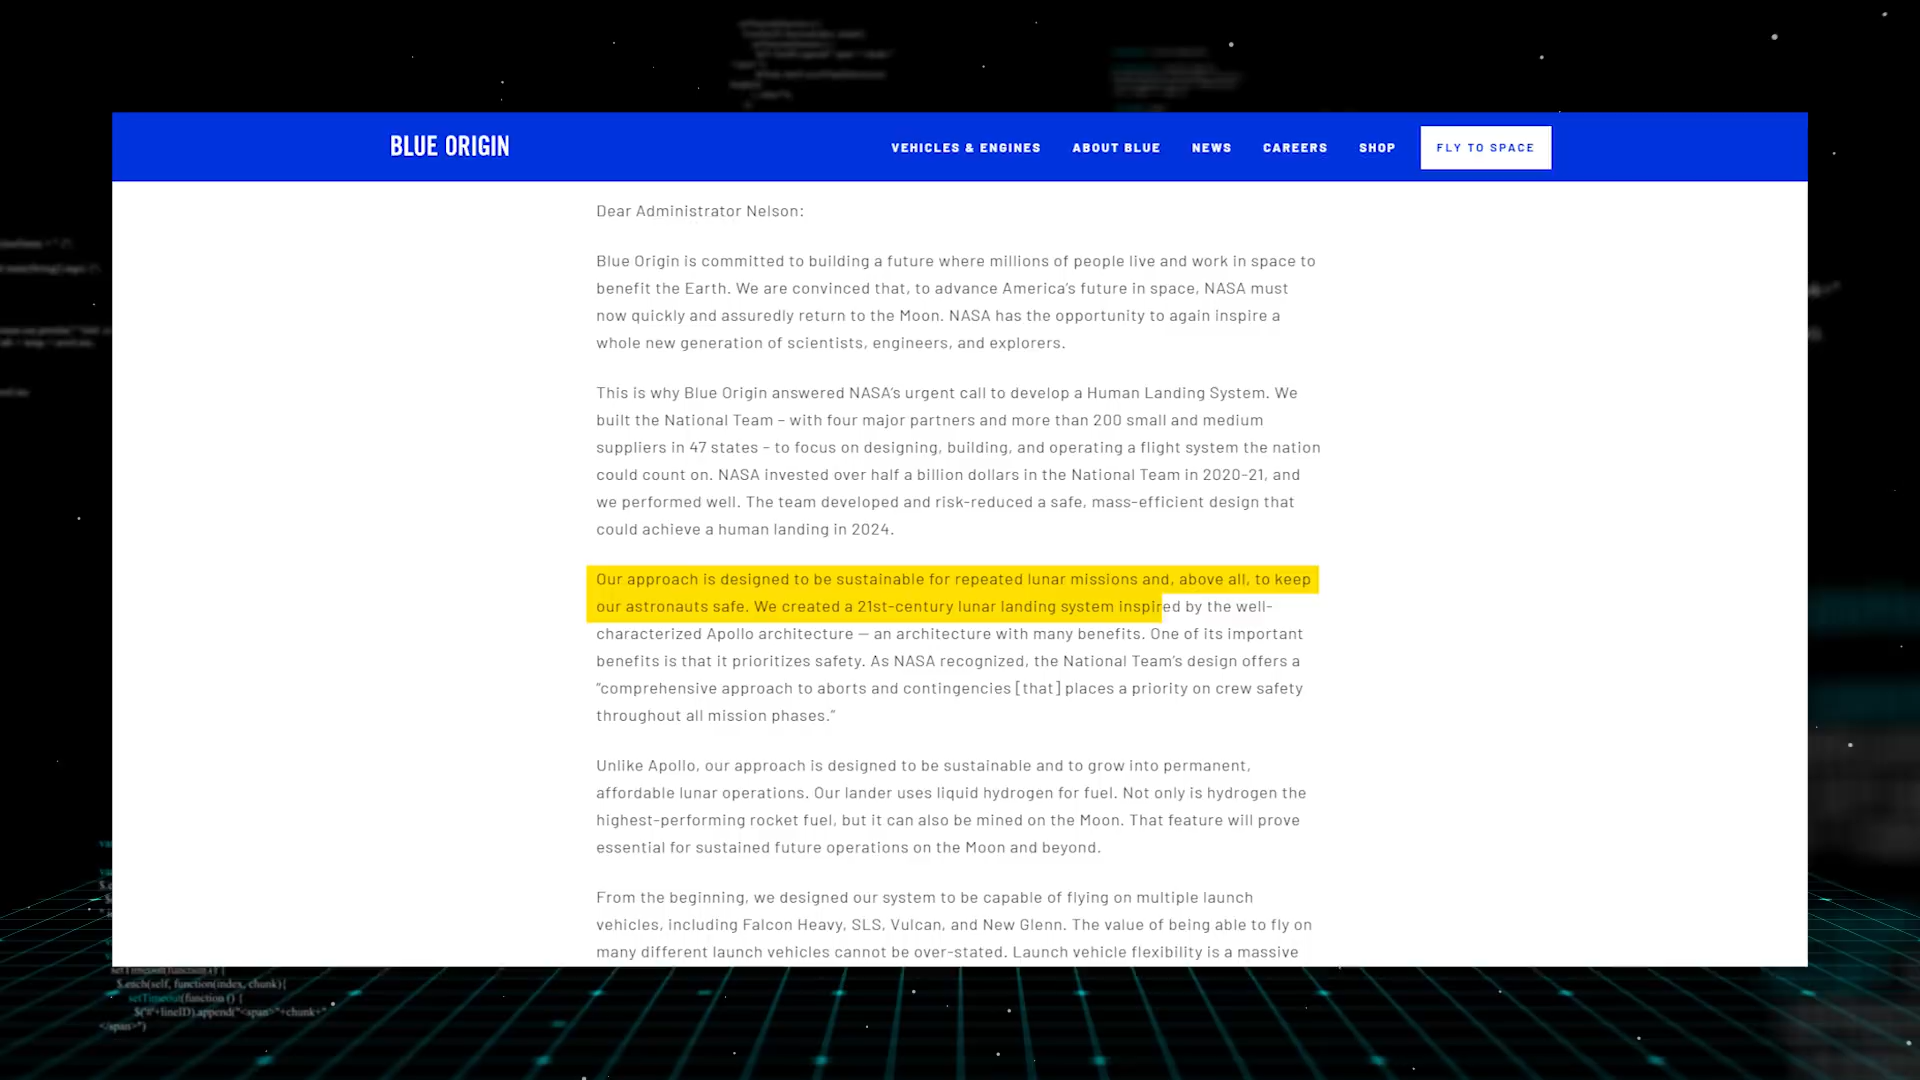 BLUE ORIGIN
VEHICLES & ENGINES ABOUT BLUE NEWS CAREERS SHOP FLY TO SPACE
Dear Administrator Nelson:
Blue Origin is committed to building a future where millions of people live and work in space to
benefit the Earth. We are convinced that, to advance America’s future in space, NASA must
now quickly and assuredly return to the Moon. NASA has the opportunity to again inspire a
whole new generation of scientists, engineers, and explorers.
This is why Blue Origin answered NASA’s urgent call to develop a Human Landing System. We
built the National Team – with four major partners and more than 200 small and medium
suppliers in 47 states – to focus on designing, building, and operating a flight system the nation
could count on. NASA invested over half a billion dollars in the National Team in 2020-21, and
we performed well. The team developed and risk-reduced a safe, mass-efficient design that
could achieve a human landing in 2024.
Our approach is designed to be sustainable for repeated lunar missions and, above all, to keep
our astronauts safe. We created a 21st-century lunar landing system inspired by the well-
characterized Apollo architecture — an architecture with many benefits. One of its important
benefits is that it prioritizes safety. As NASA recognized, the National Team’s design offers a
“comprehensive approach to aborts and contingencies [that] places a priority on crew safety
throughout all mission phases.”
Unlike Apollo, our approach is designed to be sustainable and to grow into permanent,
affordable lunar operations. Our lander uses liquid hydrogen for fuel. Not only is hydrogen the
highest-performing rocket fuel, but it can also be mined on the Moon. That feature will prove
essential for sustained future operations on the Moon and beyond.
From the beginning, we designed our system to be capable of flying on multiple launch
vehicles, including Falcon Heavy, SLS, Vulcan, and New Glenn. The value of being able to fly on
many different launch vehicles cannot be over-stated. Launch vehicle flexibility is a massive
$.each(self, function(index, chunk){
setTimeout(function () {
$("#"+lineID).append("<span>"+chunk+"
</span>")